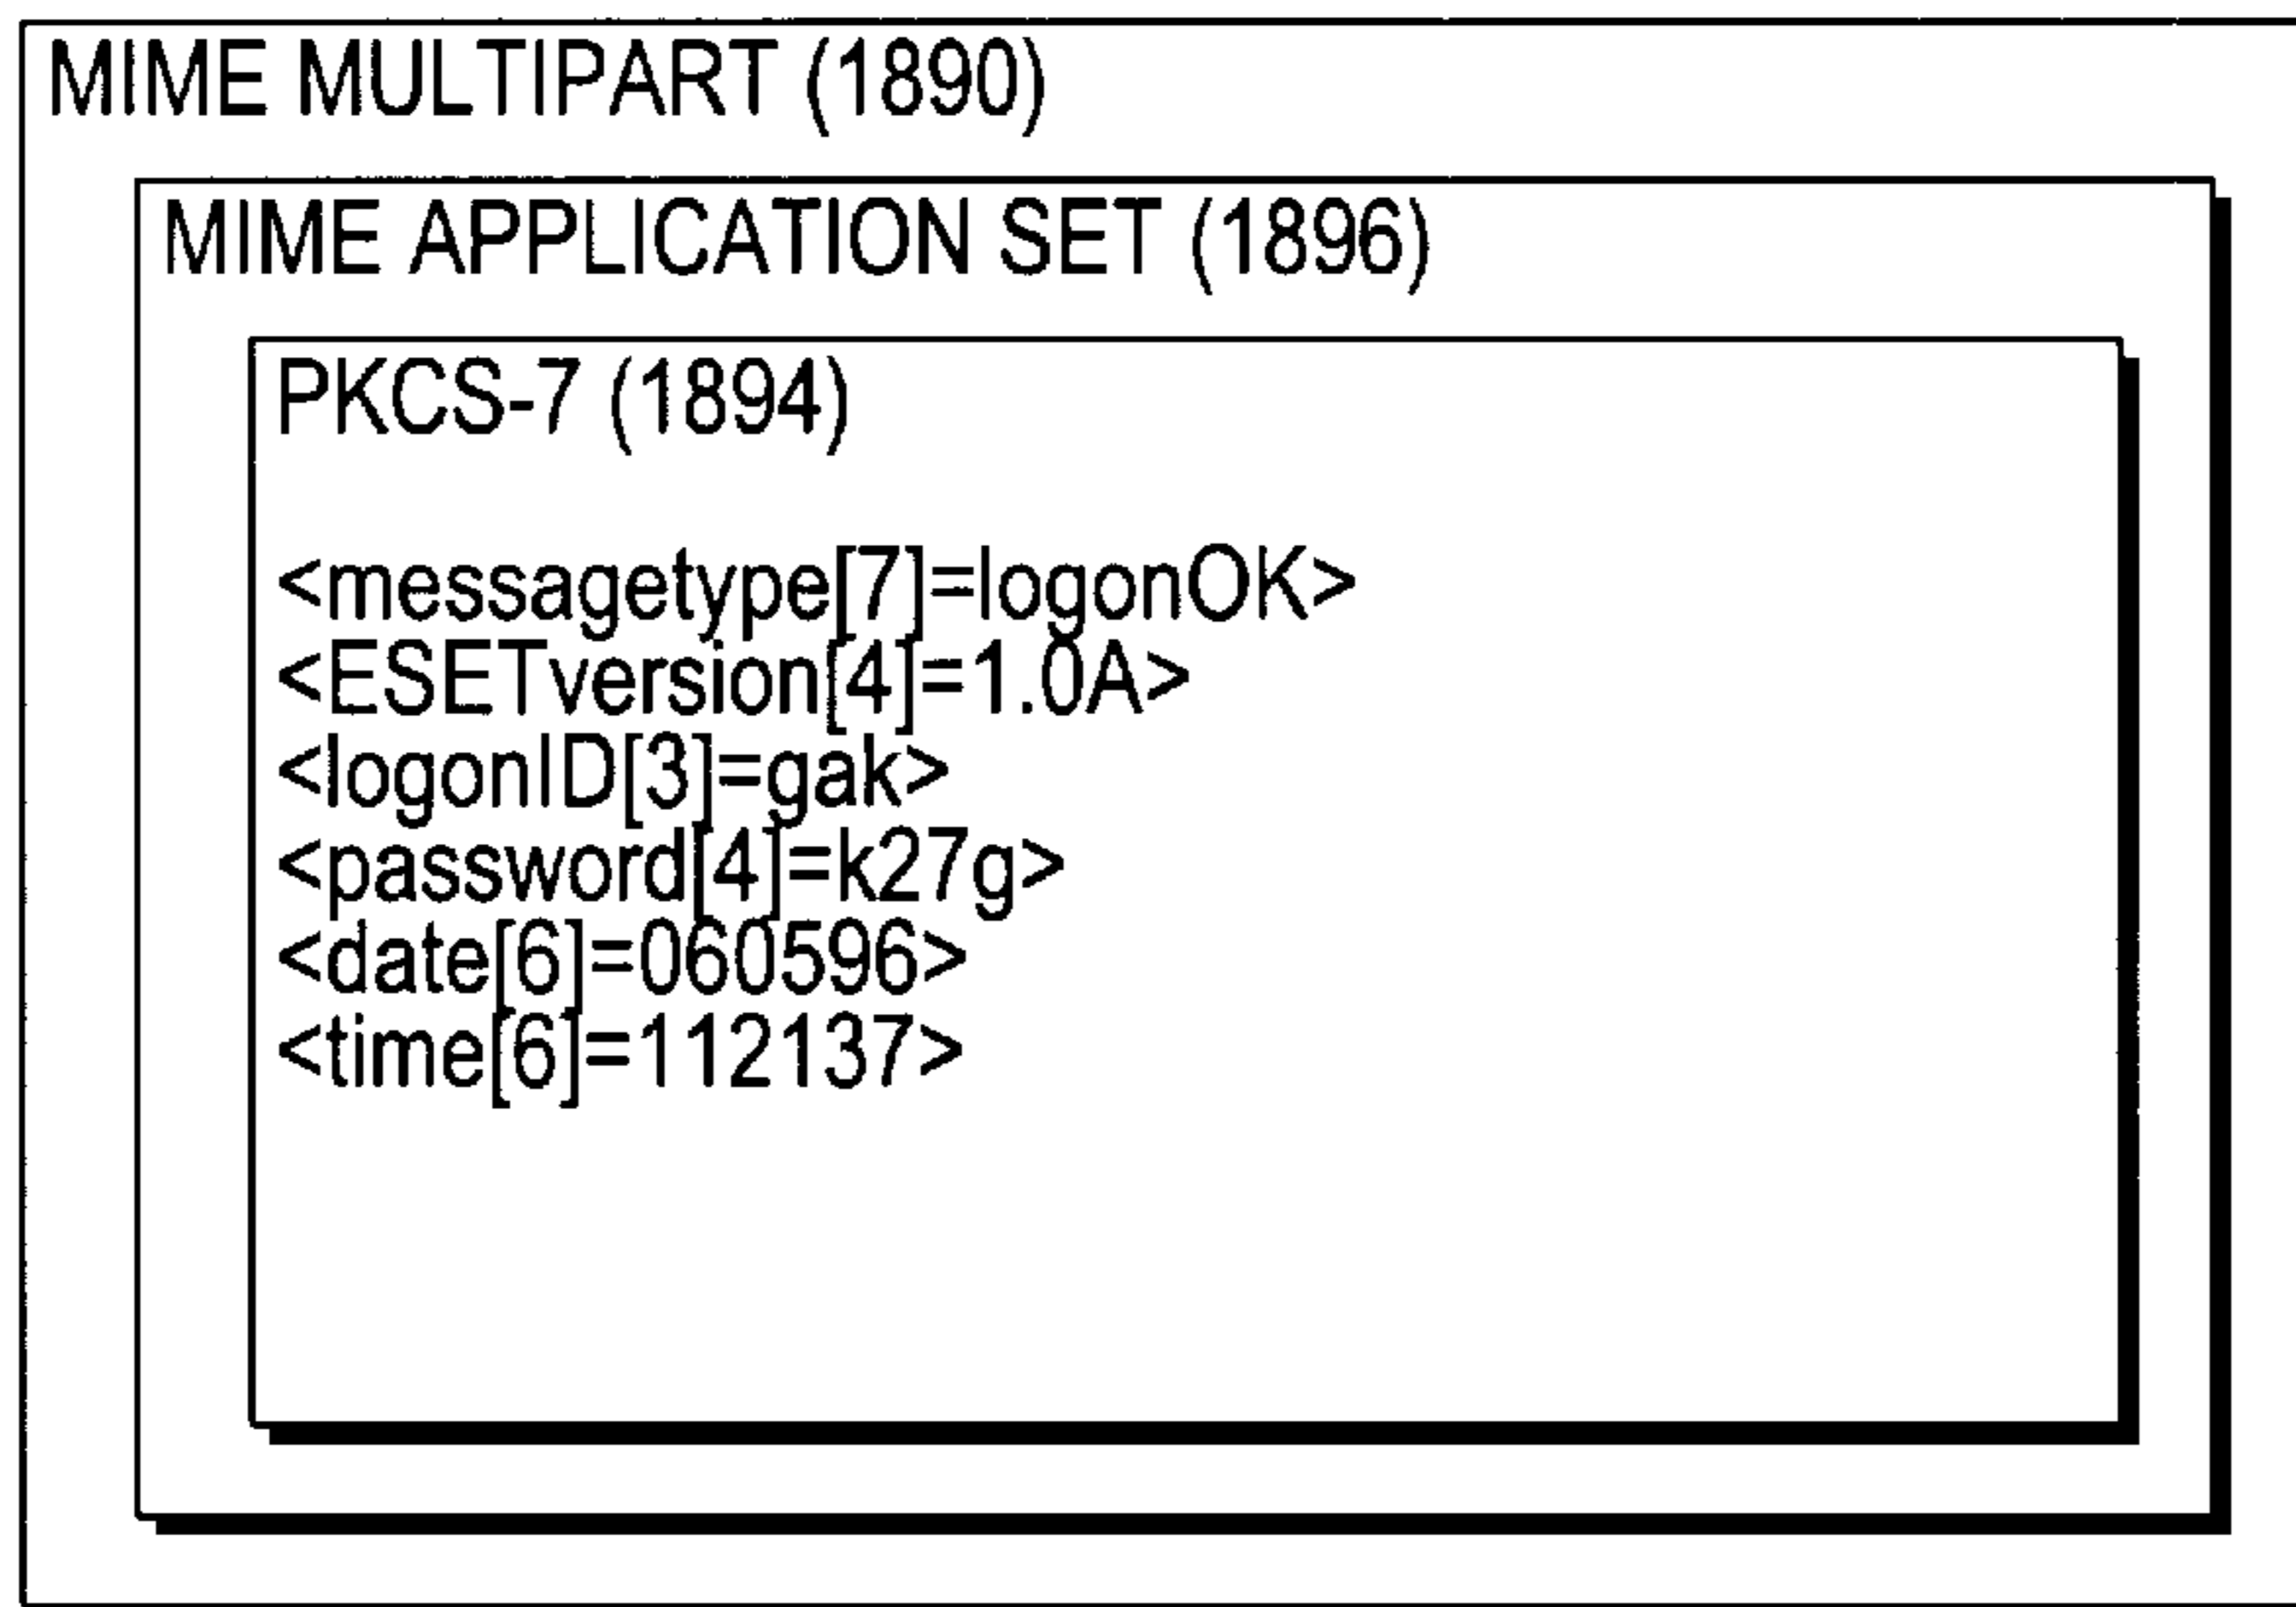 MIME MULTIPART (1890)
MIME APPLICATION SET (1896)
PKCS-7 (1894)
<messagetype[7]=logonOK>
<ESETversion[4]=1.0A>
<logonID[3]=gak>
<password[4]=k27g>
<date[6]=060596>
<time[6]=112137>